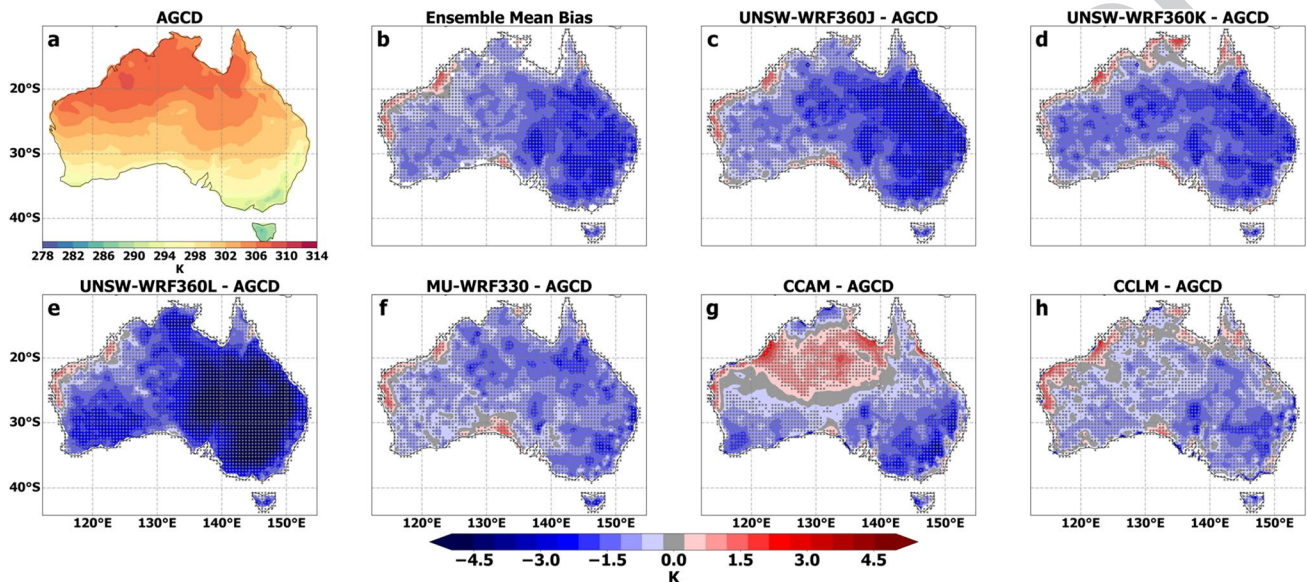 AGCD
Ensemble Mean Bias
UNSW-WRF360J - AGCD
UNSW-WRF360K - AGCD
a
b
c
d
20°S
30°S
40°S
278 282 286 290 294 298 302 306 310 314
K
UNSW-WRF360L - AGCD
MU-WRF330 - AGCD
CCAM - AGCD
CCLM - AGCD
e
f
g
h
20°S
30°S
40°S
120°E 130°E 140°E 150°E
120°E 130°E 140°E 150°E
120°E 130°E 140°E 150°E
120°E 130°E 140°E 150°E
−4.5 −3.0 −1.5 0.0 1.5 3.0 4.5
K